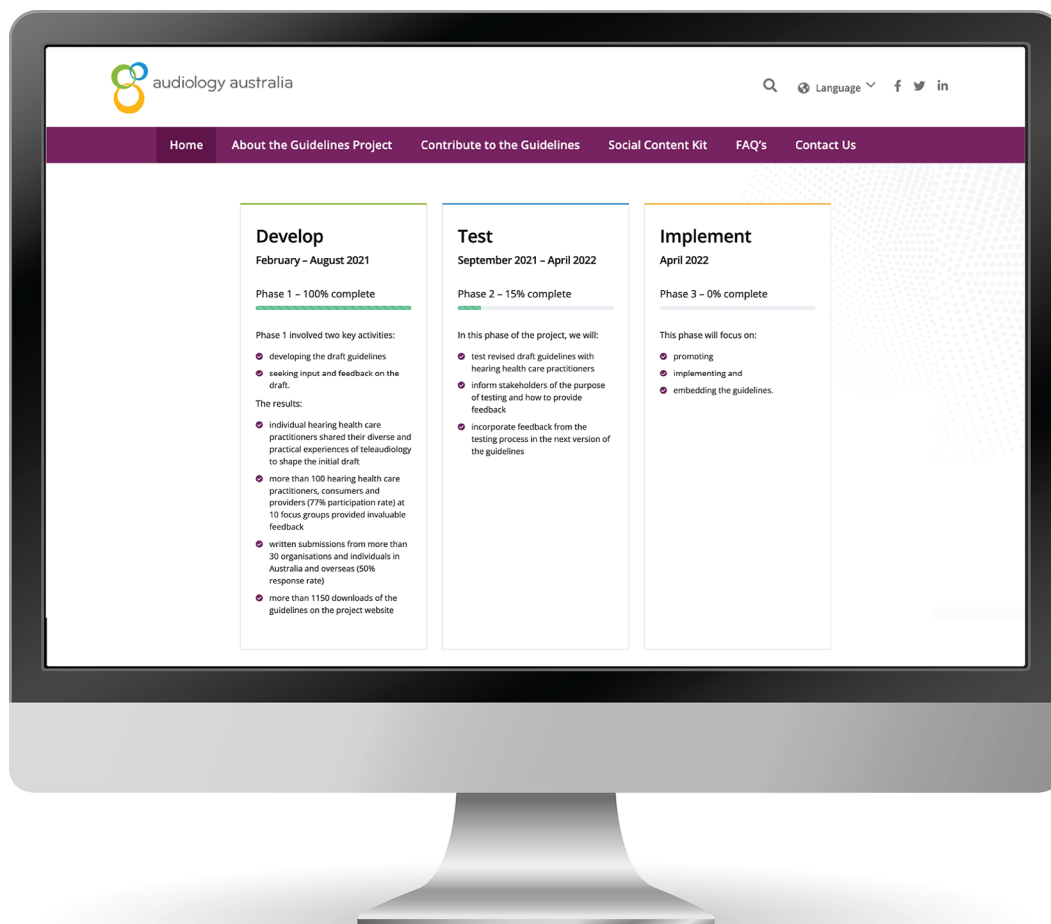 audiology australia
Language
Home About the Guidelines Project Contribute to the Guidelines Social Content Kit FAQ's Contact Us
Develop
February – August 2021
Phase 1 – 100% complete
Phase 1 involved two key activities:
developing the draft guidelines
seeking input and feedback on the
draft.
The results:
individual hearing health care
practitioners shared their diverse and
practical experiences of teleaudiology
to shape the initial draft
more than 100 hearing health care
practitioners, consumers and
providers (77% participation rate) at
10 focus groups provided invaluable
feedback
written submissions from more than
30 organisations and individuals in
Australia and overseas (50%
response rate)
more than 1150 downloads of the
guidelines on the project website
Test
September 2021 – April 2022
Phase 2 – 15% complete
In this phase of the project, we will:
test revised draft guidelines with
hearing health care practitioners
inform stakeholders of the purpose
of testing and how to provide
feedback
incorporate feedback from the
testing process in the next version of
the guidelines
Implement
April 2022
Phase 3 – 0% complete
This phase will focus on:
promoting
implementing and
embedding the guidelines.